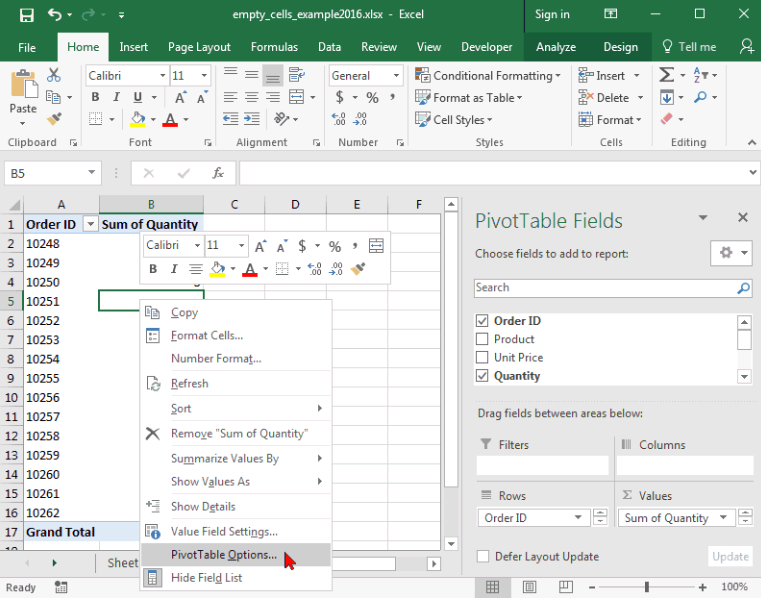 empty_cells_example2016.xlsx - Excel
Sign in
File
Home
Insert
Page Layout
Formulas
Data
Review
View
Developer
Analyze
Design
Tell me
Paste
Clipboard
Calibri
11
B I U
A A
A
Font
Alignment
General
$ % ,
.00
Number
Conditional Formatting
Format as Table
Cell Styles
Styles
Insert
Delete
Format
Cells
Σ
Editing
B5
fx
A B C D E F
1 Order ID Sum of Quantity
2 10248
3 10249
4 10250
5 10251
6 10252
7 10253
8 10254
9 10255
10 10256
11 10257
12 10258
13 10259
14 10260
15 10261
16 10262
17 Grand Total
Calibri 11 A A $ % ,
B I A .00
Copy
Format Cells...
Number Format...
Refresh
Sort
Remove "Sum of Quantity"
Summarize Values By
Show Values As
Show Details
Value Field Settings...
PivotTable Options...
Hide Field List
PivotTable Fields
Choose fields to add to report:
Search
Order ID
Product
Unit Price
Quantity
Drag fields between areas below:
Filters
Columns
Rows
Σ Values
Order ID
Sum of Quantity
Defer Layout Update
Update
Sheet
Ready
100%